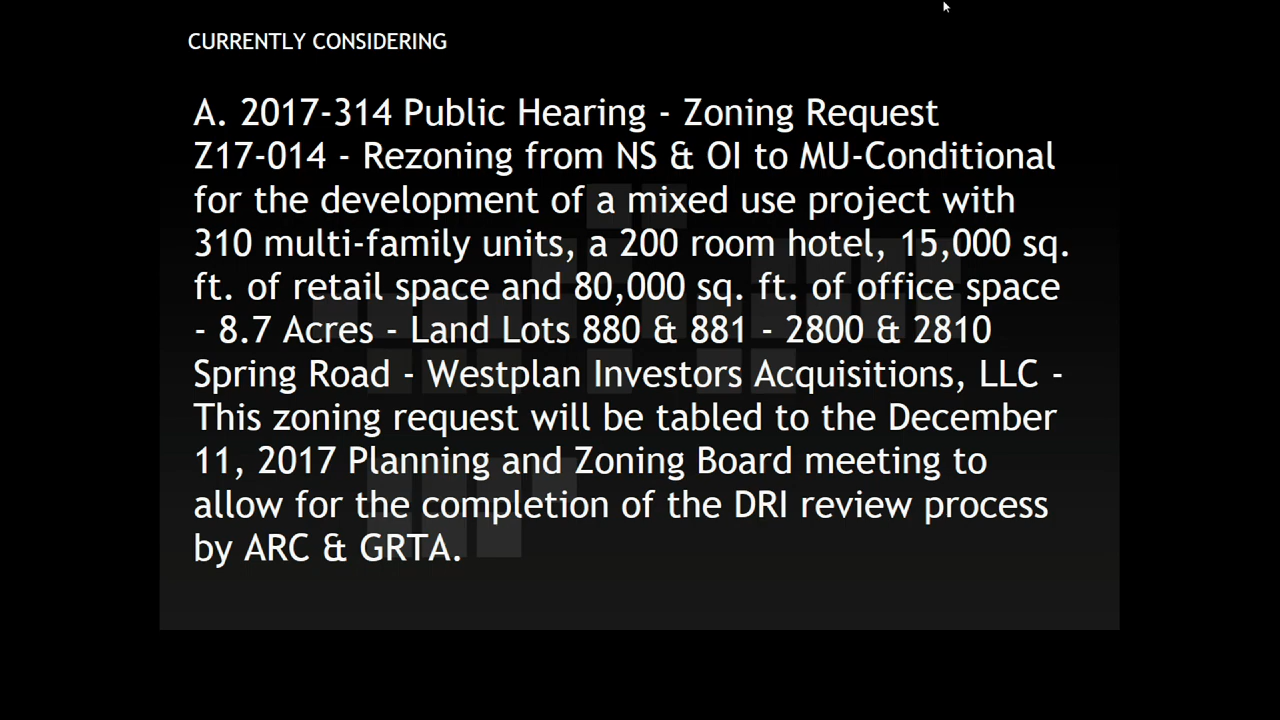 CURRENTLY CONSIDERING
A. 2017-314 Public Hearing - Zoning Request
Z17-014 - Rezoning from NS & OI to MU-Conditional
for the development of a mixed use project with
310 multi-family units, a 200 room hotel, 15,000 sq.
ft. of retail space and 80,000 sq. ft. of office space
- 8.7 Acres - Land Lots 880 & 881 - 2800 & 2810
Spring Road - Westplan Investors Acquisitions, LLC -
This zoning request will be tabled to the December
11, 2017 Planning and Zoning Board meeting to
allow for the completion of the DRI review process
by ARC & GRTA.